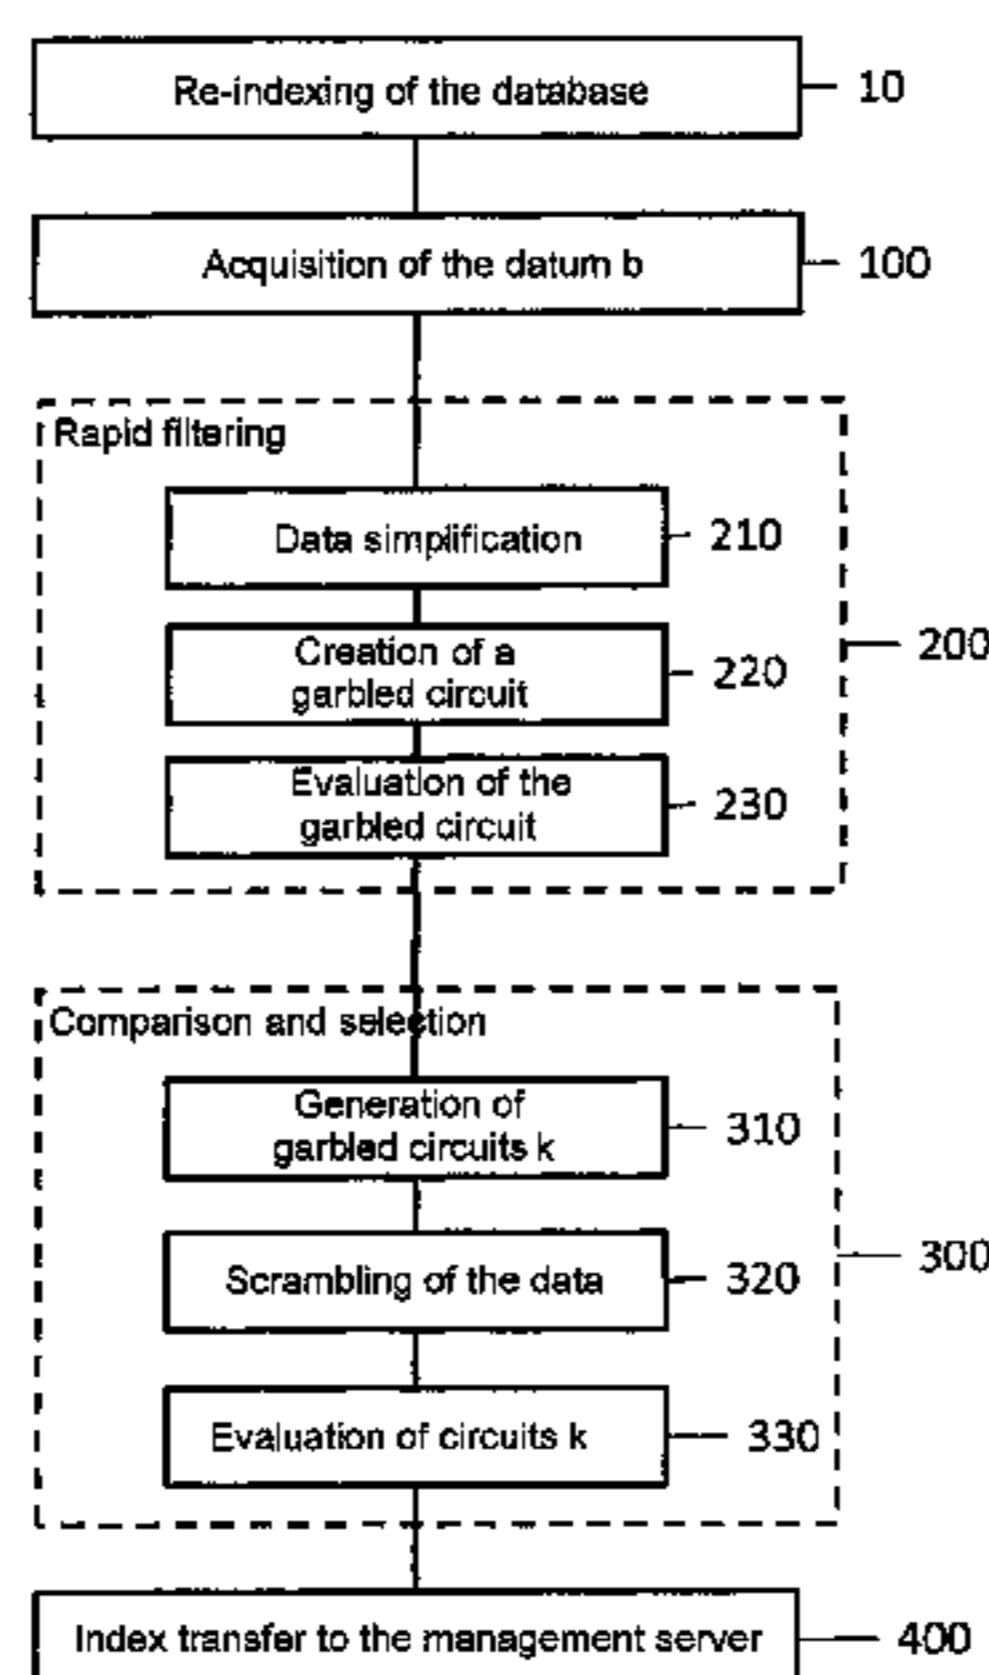 Re-indexing of the database 10
Acquisition of the datum b 100
Rapid filtering
Data simplification 210
Creation of a
garbled circuit 220
200
Evaluation of the
garbled circuit 230
Comparison and selection
Generation of
garbled circuits k 310
300
Scrambling of the data 320
Evaluation of circuits k 330
Index transfer to the management server 400